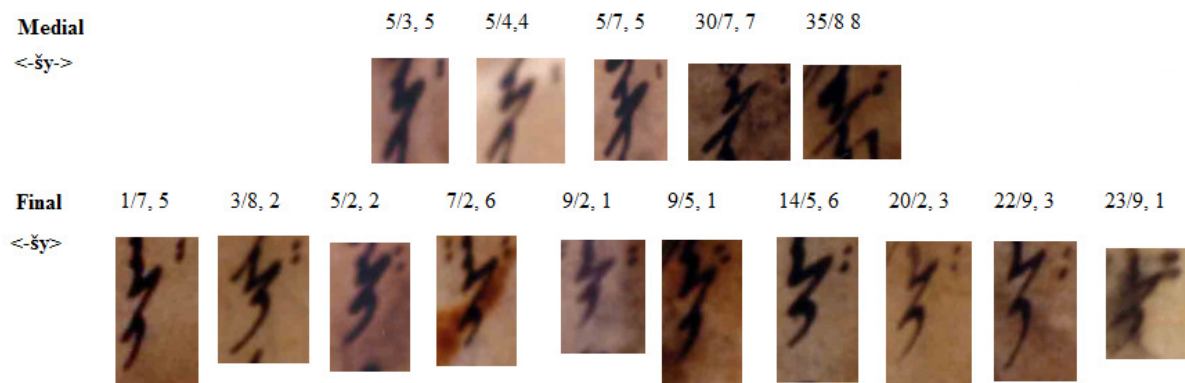 Medial 5/3, 5 5/4,4 5/7, 5 30/7, 7 35/8 8
<-šy->
Final 1/7, 5 3/8, 2 5/2, 2 7/2, 6 9/2, 1 9/5, 1 14/5, 6 20/2, 3 22/9, 3 23/9, 1
<-šy>